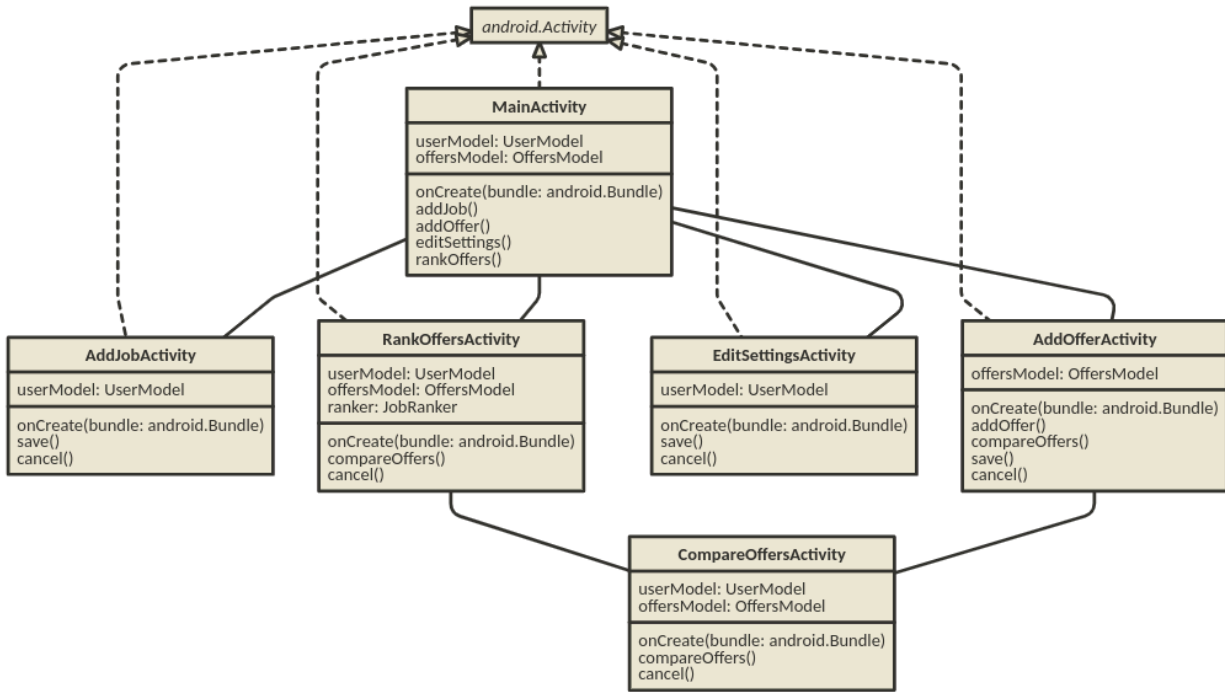 android.Activity
MainActivity
userModel: UserModel
offersModel: OffersModel
onCreate(bundle: android.Bundle)
addJob()
addOffer()
editSettings()
rankOffers()
AddJobActivity
userModel: UserModel
onCreate(bundle: android.Bundle)
save()
cancel()
RankOffersActivity
userModel: UserModel
offersModel: OffersModel
ranker: JobRanker
onCreate(bundle: android.Bundle)
compareOffers()
cancel()
EditSettingsActivity
userModel: UserModel
onCreate(bundle: android.Bundle)
save()
cancel()
AddOfferActivity
offersModel: OffersModel
onCreate(bundle: android.Bundle)
addOffer()
compareOffers()
save()
cancel()
CompareOffersActivity
userModel: UserModel
offersModel: OffersModel
onCreate(bundle: android.Bundle)
compareOffers()
cancel()